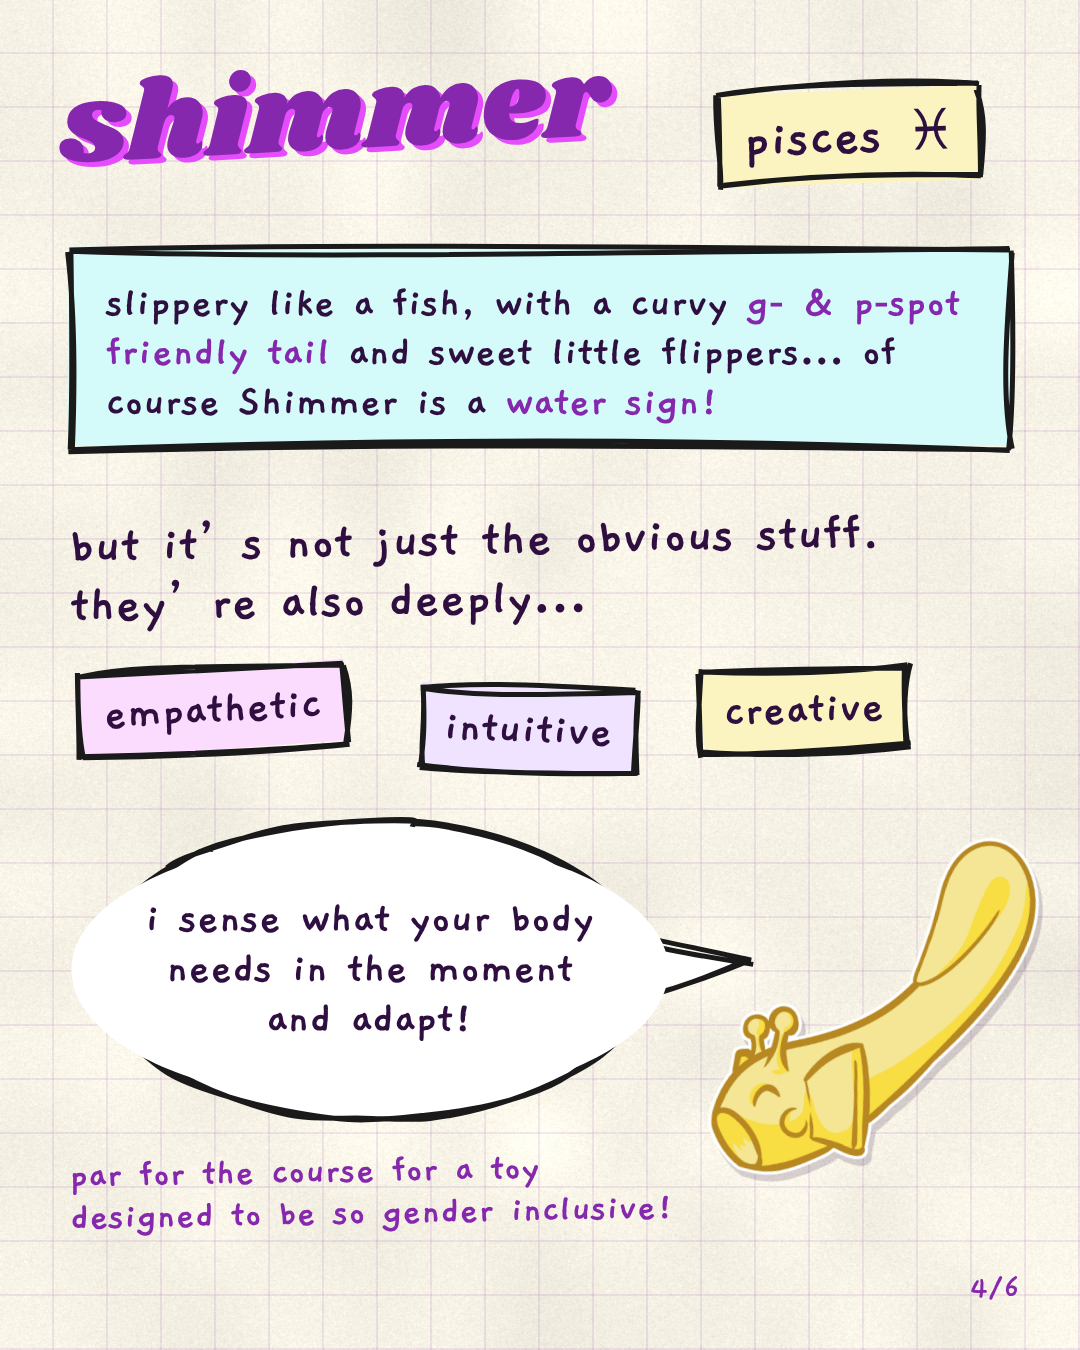 shimmer
pisces ♓
slippery like a fish, with a curvy g- & p-spot
friendly tail and sweet little flippers... of
course Shimmer is a water sign!
but it’ s not just the obvious stuff.
they’ re also deeply...
empathetic
intuitive
creative
i sense what your body
needs in the moment
and adapt!
par for the course for a toy
designed to be so gender inclusive!
4/6